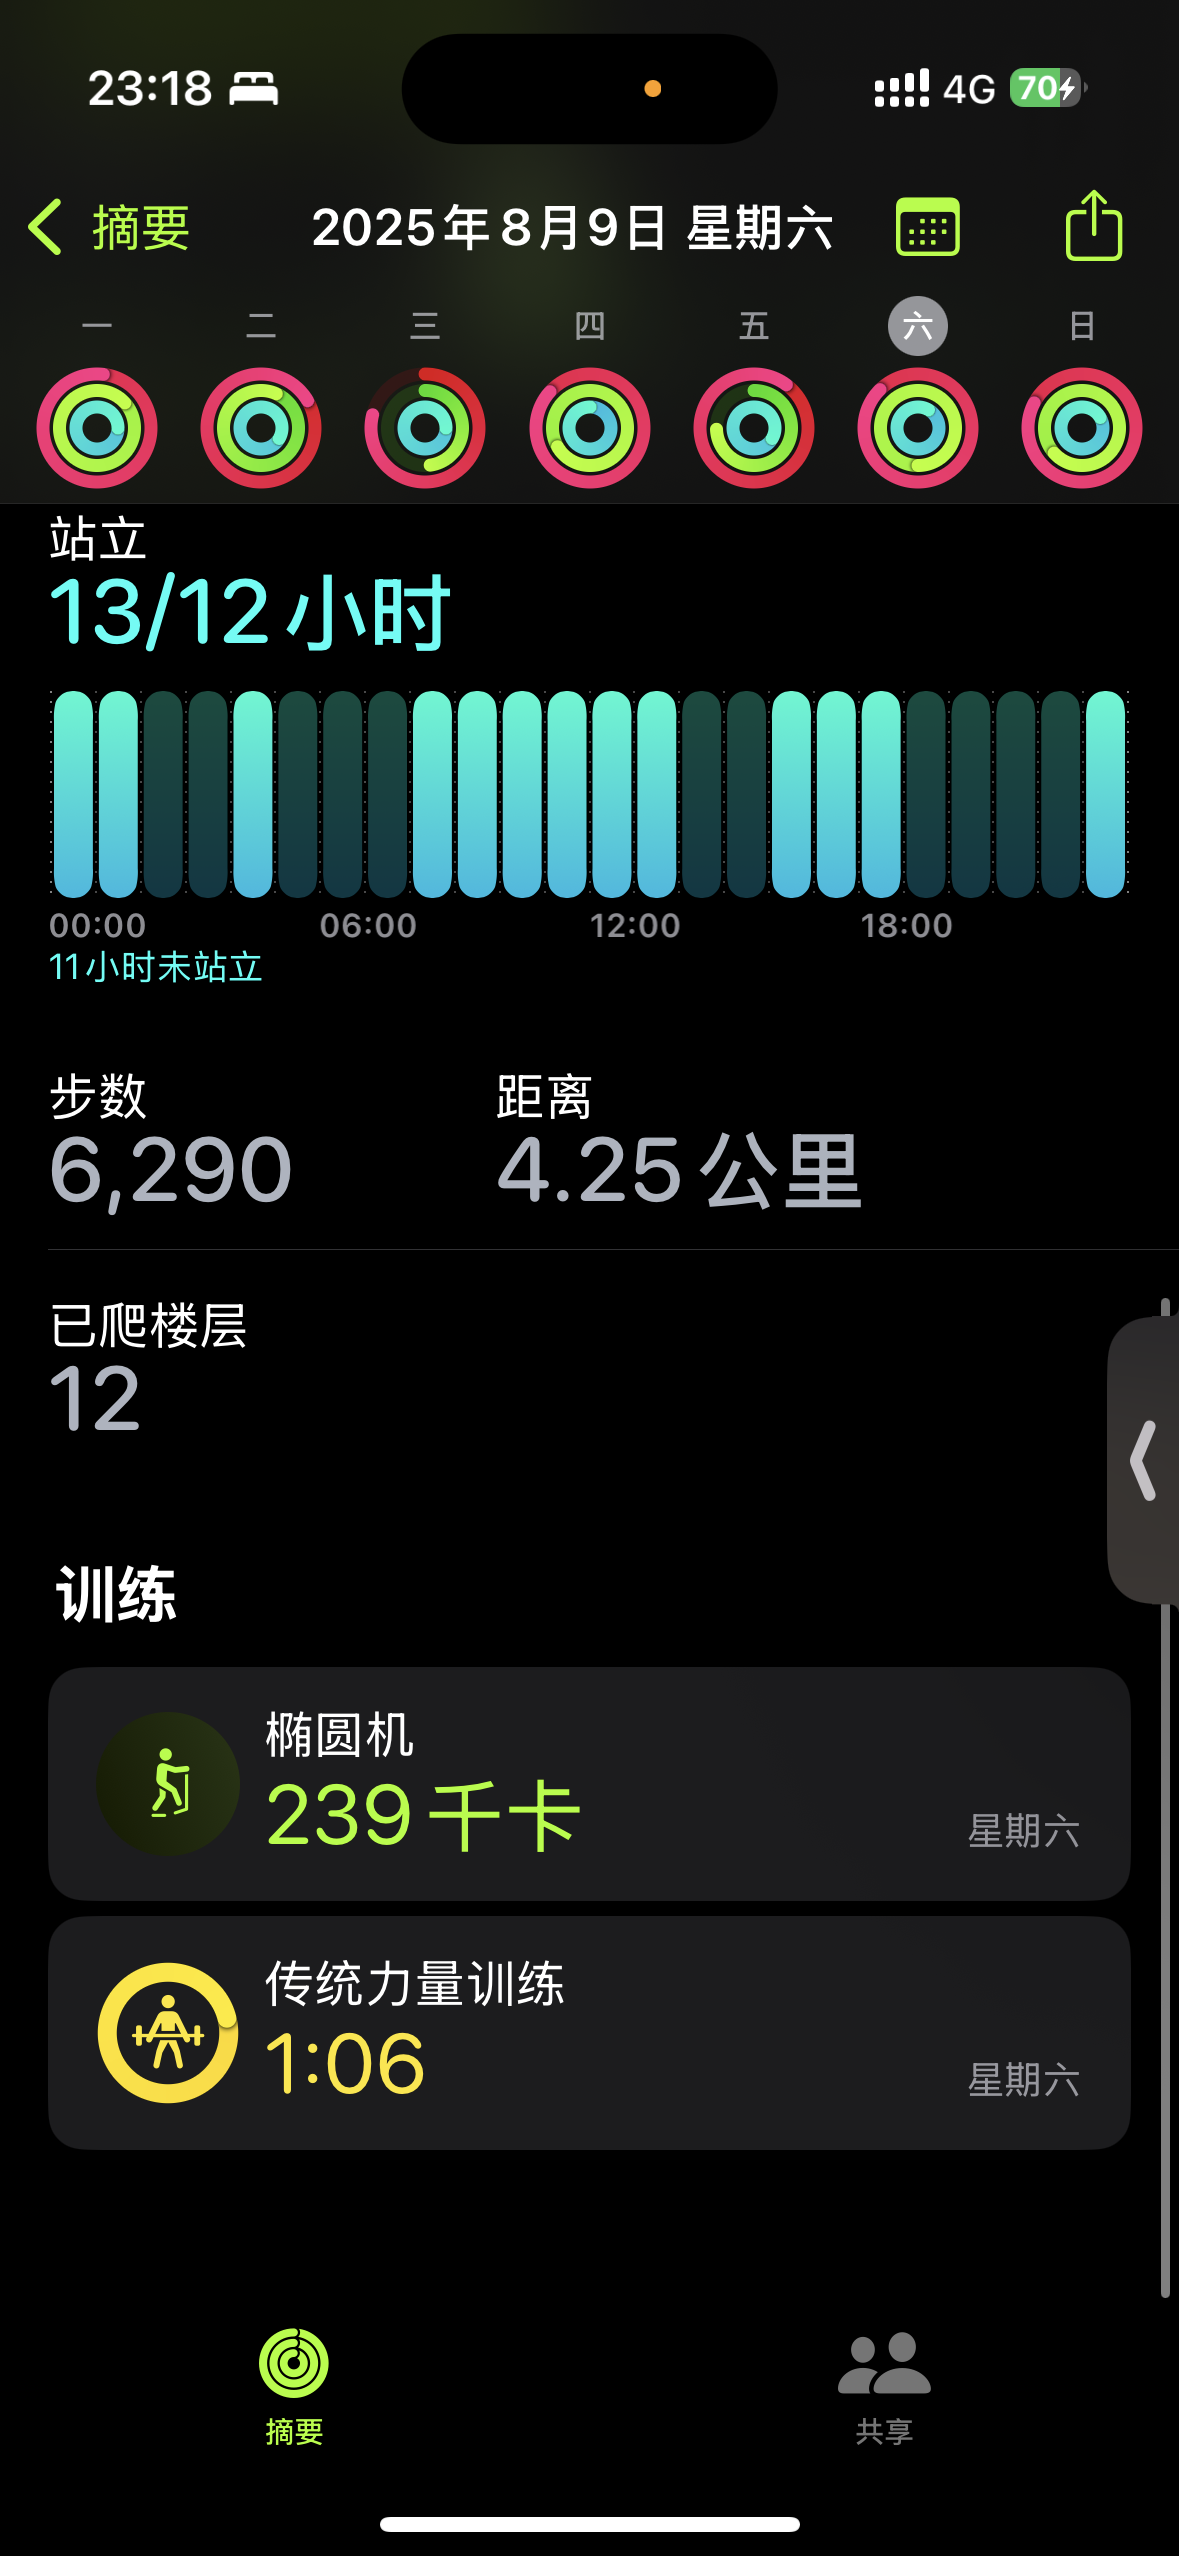 23:18 4G 70
摘要 2025年8月9日 星期六
一 二 三 四 五 六 日
站立
13/12小时
00:00 06:00 12:00 18:00
11小时未站立
步数 距离
6,290 4.25公里
已爬楼层
12
训练
椭圆机
239千卡
星期六
传统力量训练
1:06
星期六
摘要 共享